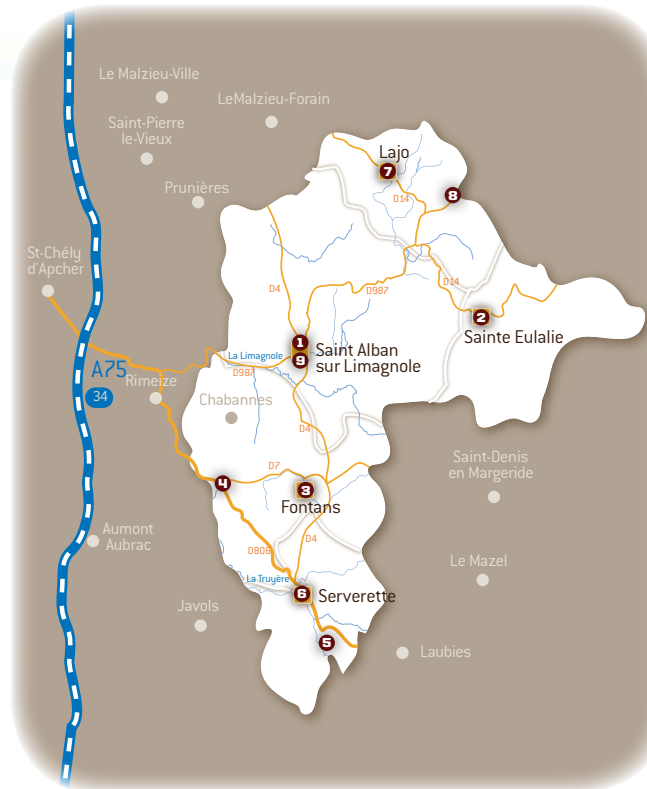 Le Malzieu-Ville
LeMalzieu-Forain
Saint-Pierre
le-Vieux
Lajo
7
Prunières
8
D14
St-Chély
d'Apcher
D4
D987
D14
2
Sainte Eulalie
1
9
Saint Alban
sur Limagnole
La Limagnole
D987
A75
34
Rimeize
Chabannes
D4
Saint-Denis
en Margeride
D7
4
3
Fontans
Aumont
Aubrac
D806
D4
Le Mazel
La Truyère
6
Serverette
Javols
5
Laubies